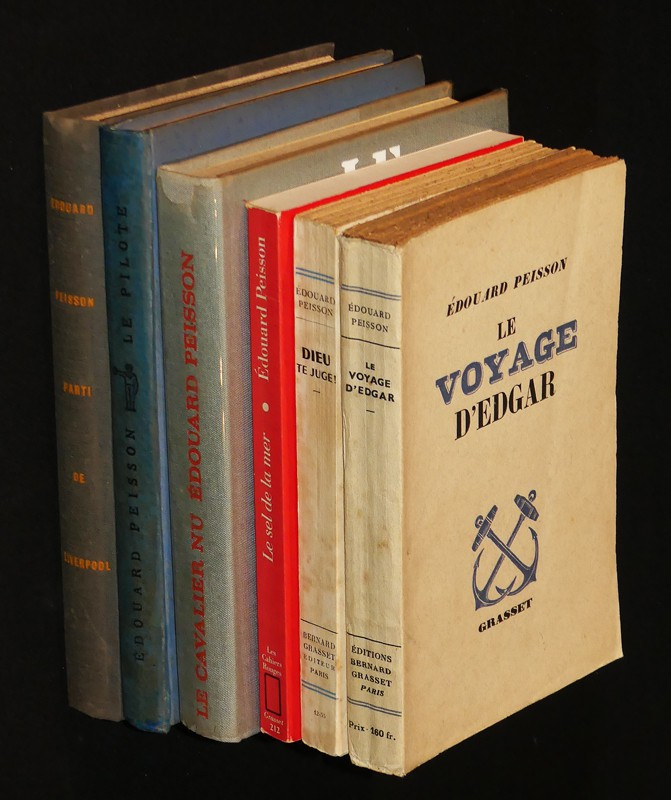 ÉDOUARD
PEISSON
PARTI
DE
LIVERPOOL
ÉDOUARD PEISSON LE PILOTE
LE CAVALIER NU ÉDOUARD PEISSON
Le sel de la mer • Édouard Peisson
Les
Cahiers
Rouges
Grasset
212
ÉDOUARD
PEISSON
DIEU
TE JUGE!
BERNARD
GRASSET
EDITEUR
PARIS
ÉDOUARD
PEISSON
LE
VOYAGE
D'EDGAR
ÉDITIONS
BERNARD
GRASSET
PARIS
Prix · 160 fr.
ÉDOUARD PEISSON
LE
VOYAGE
D'EDGAR
GRASSET